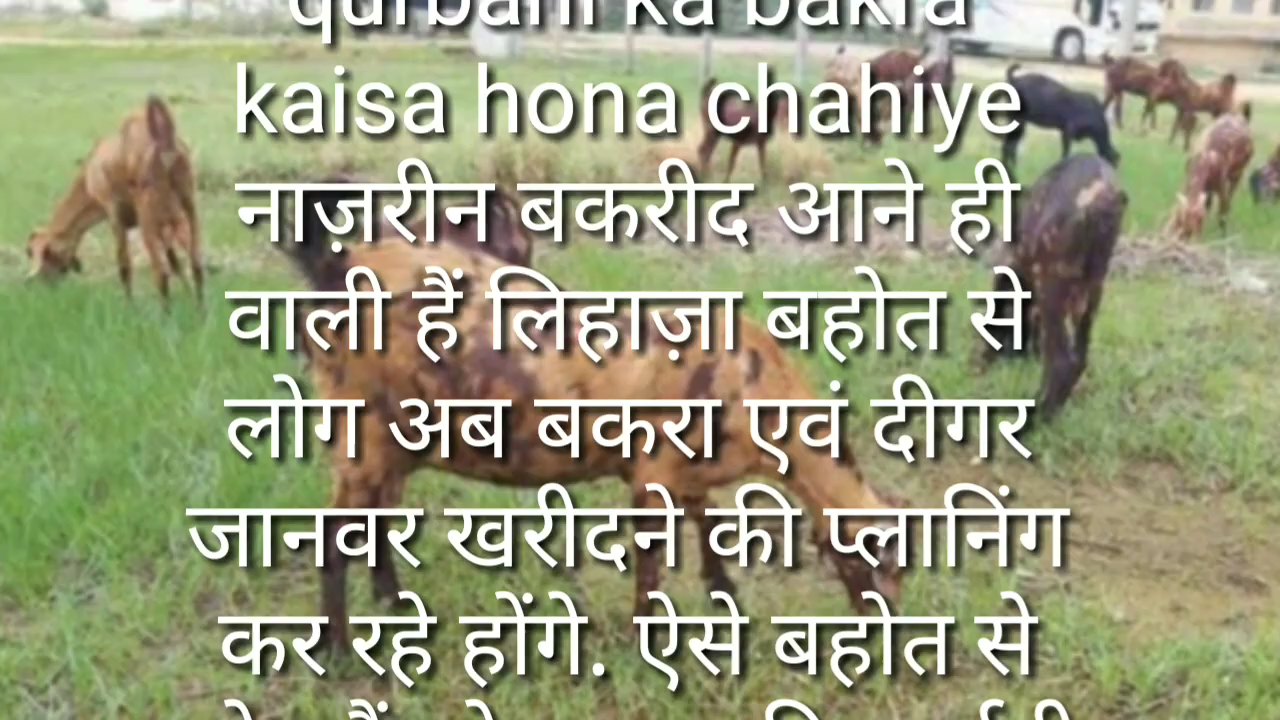 qurbani ka bakra
kaisa hona chahiye
नाज़रीन बकरीद आने ही
वाली हैं लिहाज़ा बहोत से
लोग अब बकरा एवं दीगर
जानवर खरीदने की प्लानिंग
कर रहे होंगे. ऐसे बहोत से